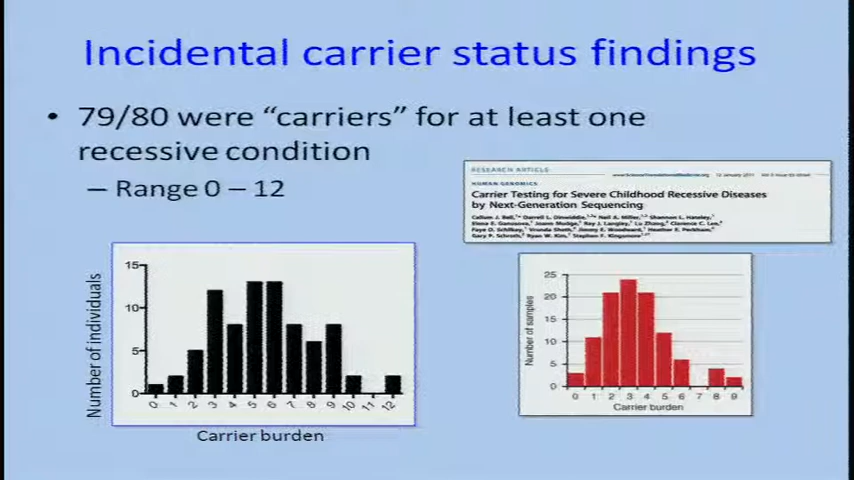 Incidental carrier status findings
• 79/80 were “carriers” for at least one
recessive condition
– Range 0 – 12
RESEARCH ARTICLE
HUMAN GENOMICS
Carrier Testing for Severe Childhood Recessive Diseases
by Next-Generation Sequencing
15
10
5
0
Number of individuals
0 1 2 3 4 5 6 7 8 9 10 11 12
Carrier burden
25
20
15
10
5
0
Number of samples
0 1 2 3 4 5 6 7 8 9
Carrier burden